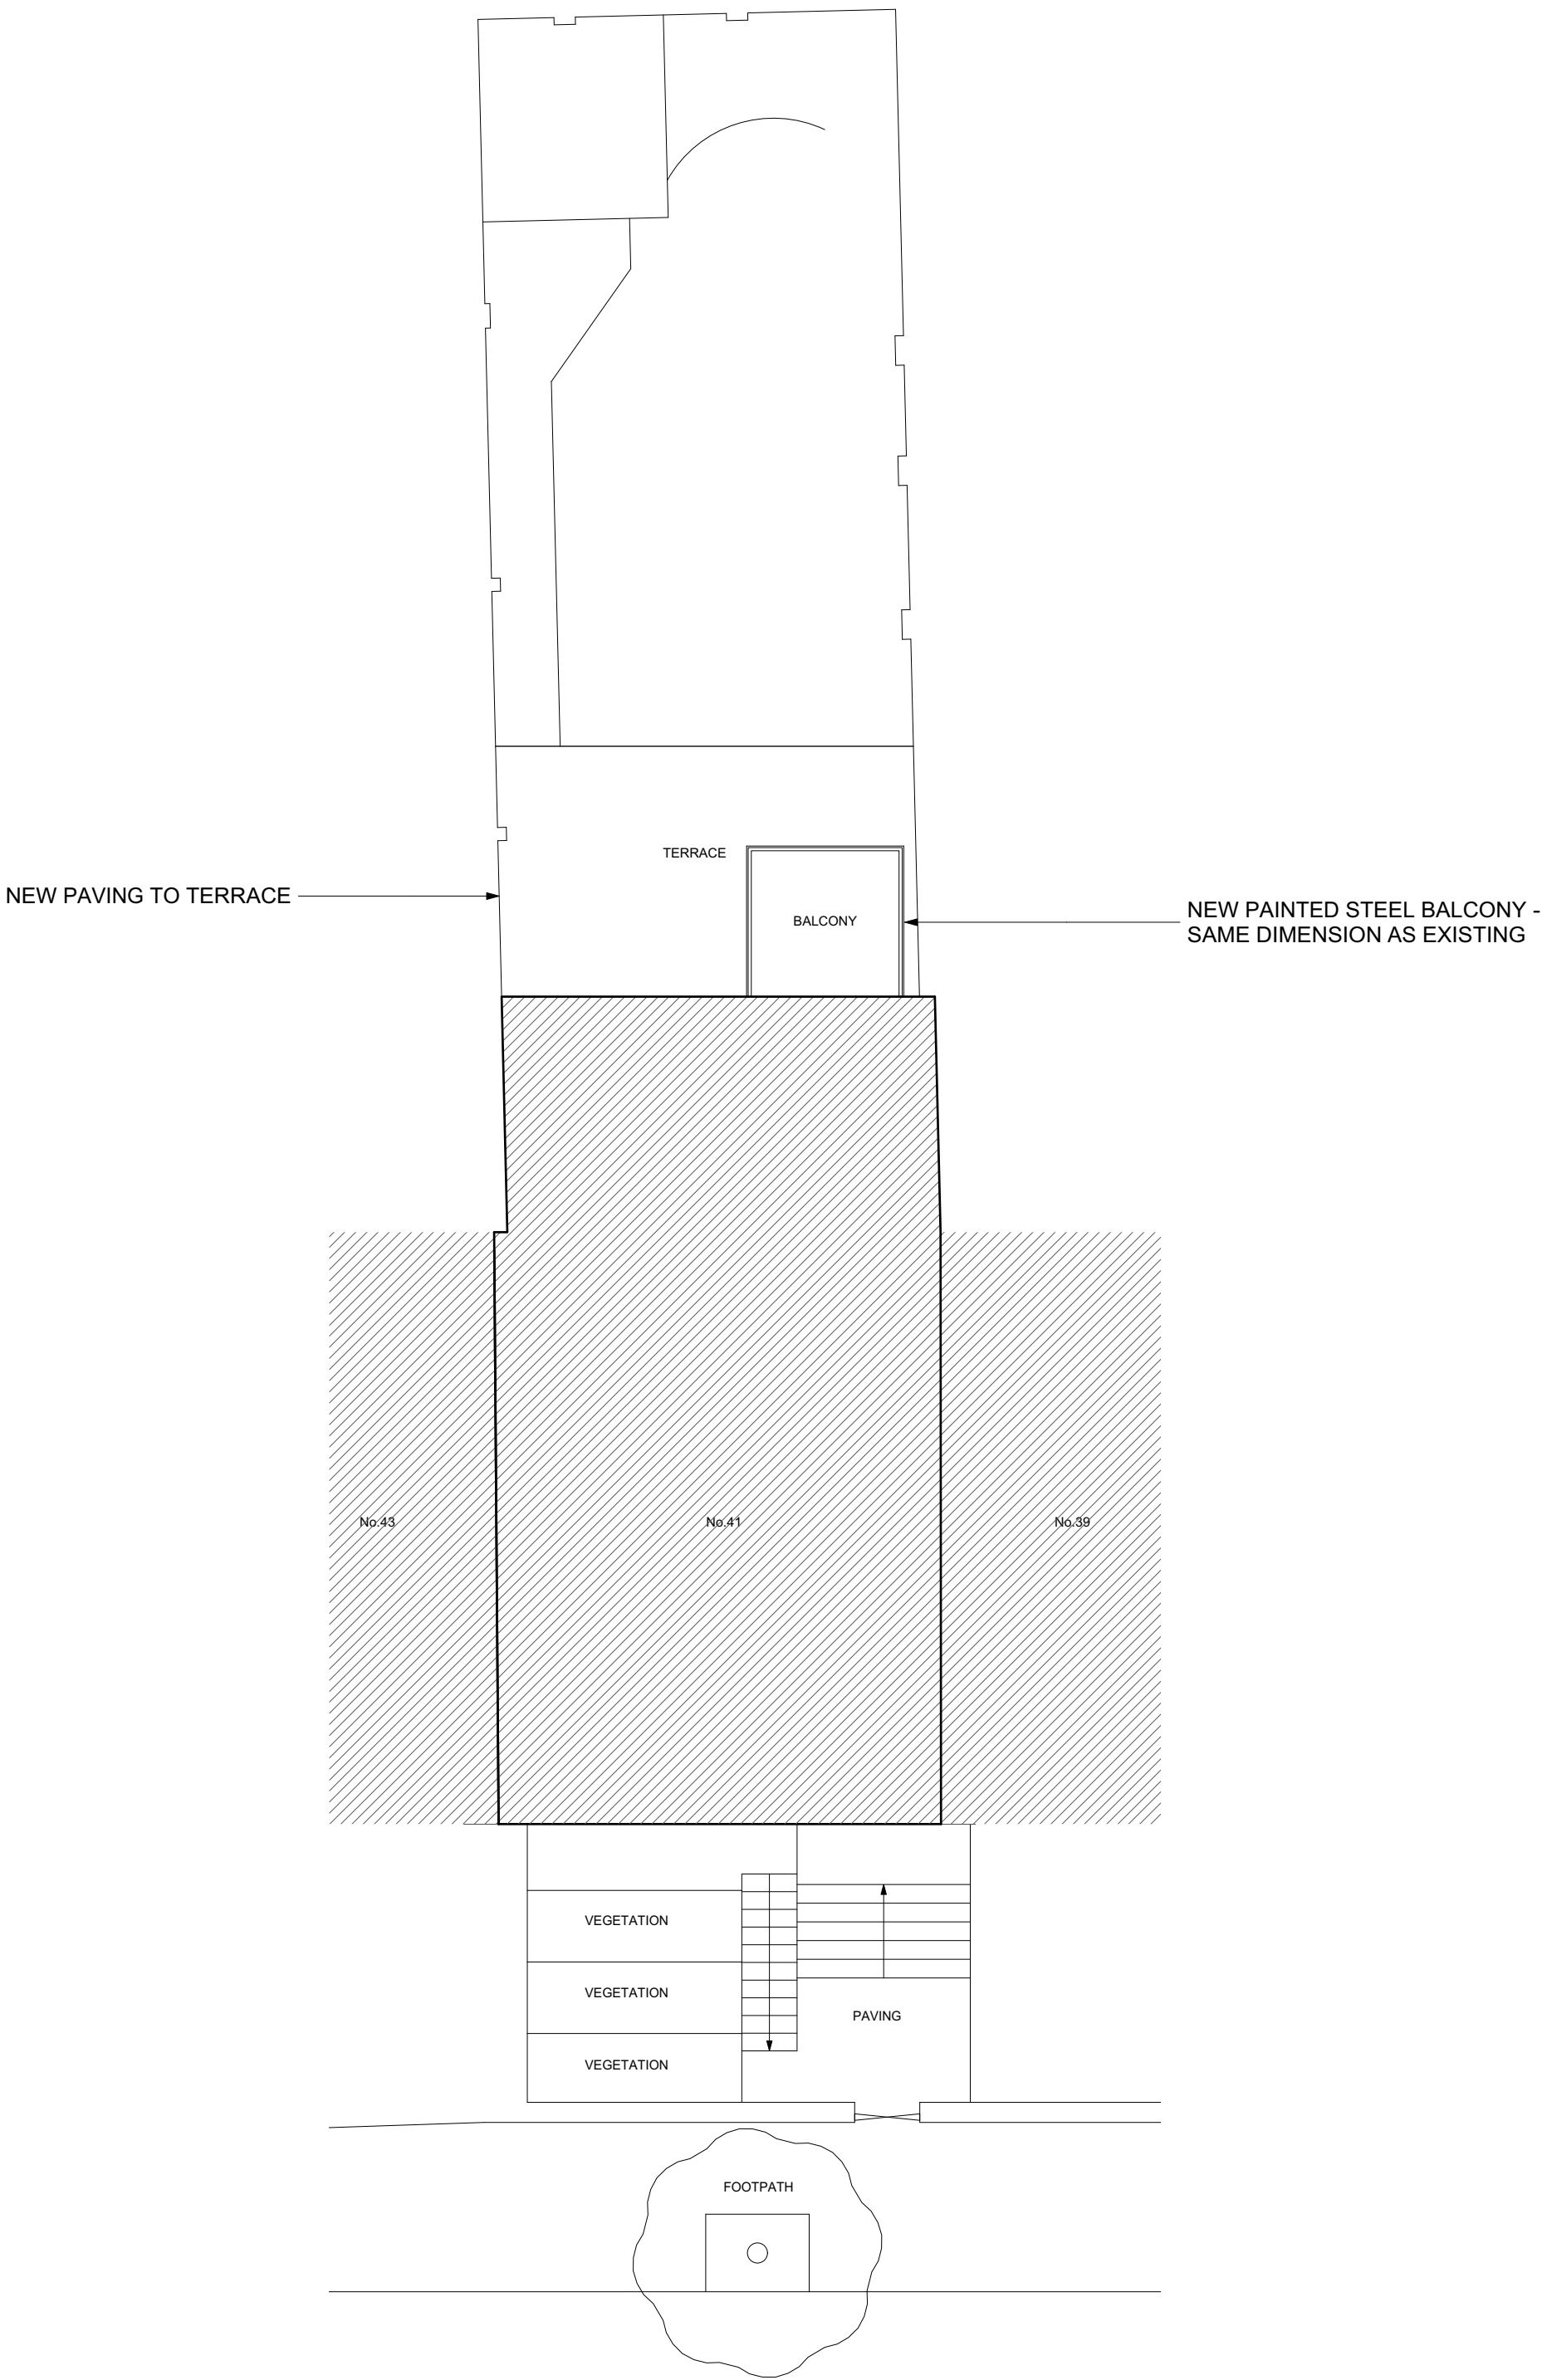 TERRACE
NEW PAVING TO TERRACE
BALCONY
NEW PAINTED STEEL BALCONY -
SAME DIMENSION AS EXISTING
No.43
No.41
No.39
VEGETATION
VEGETATION
PAVING
VEGETATION
FOOTPATH